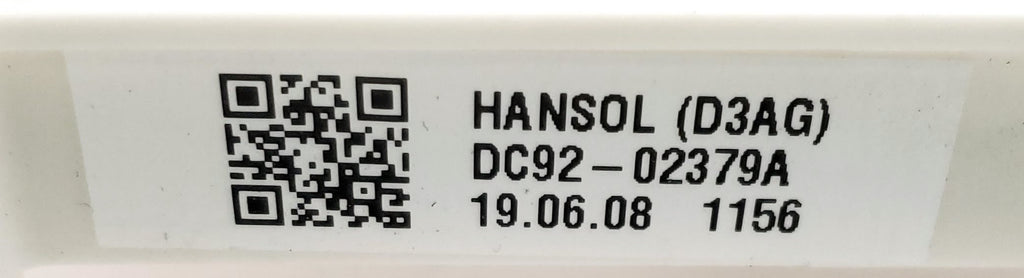 HANSOL (D3AG)
DC92-02379A
19.06.08 1156